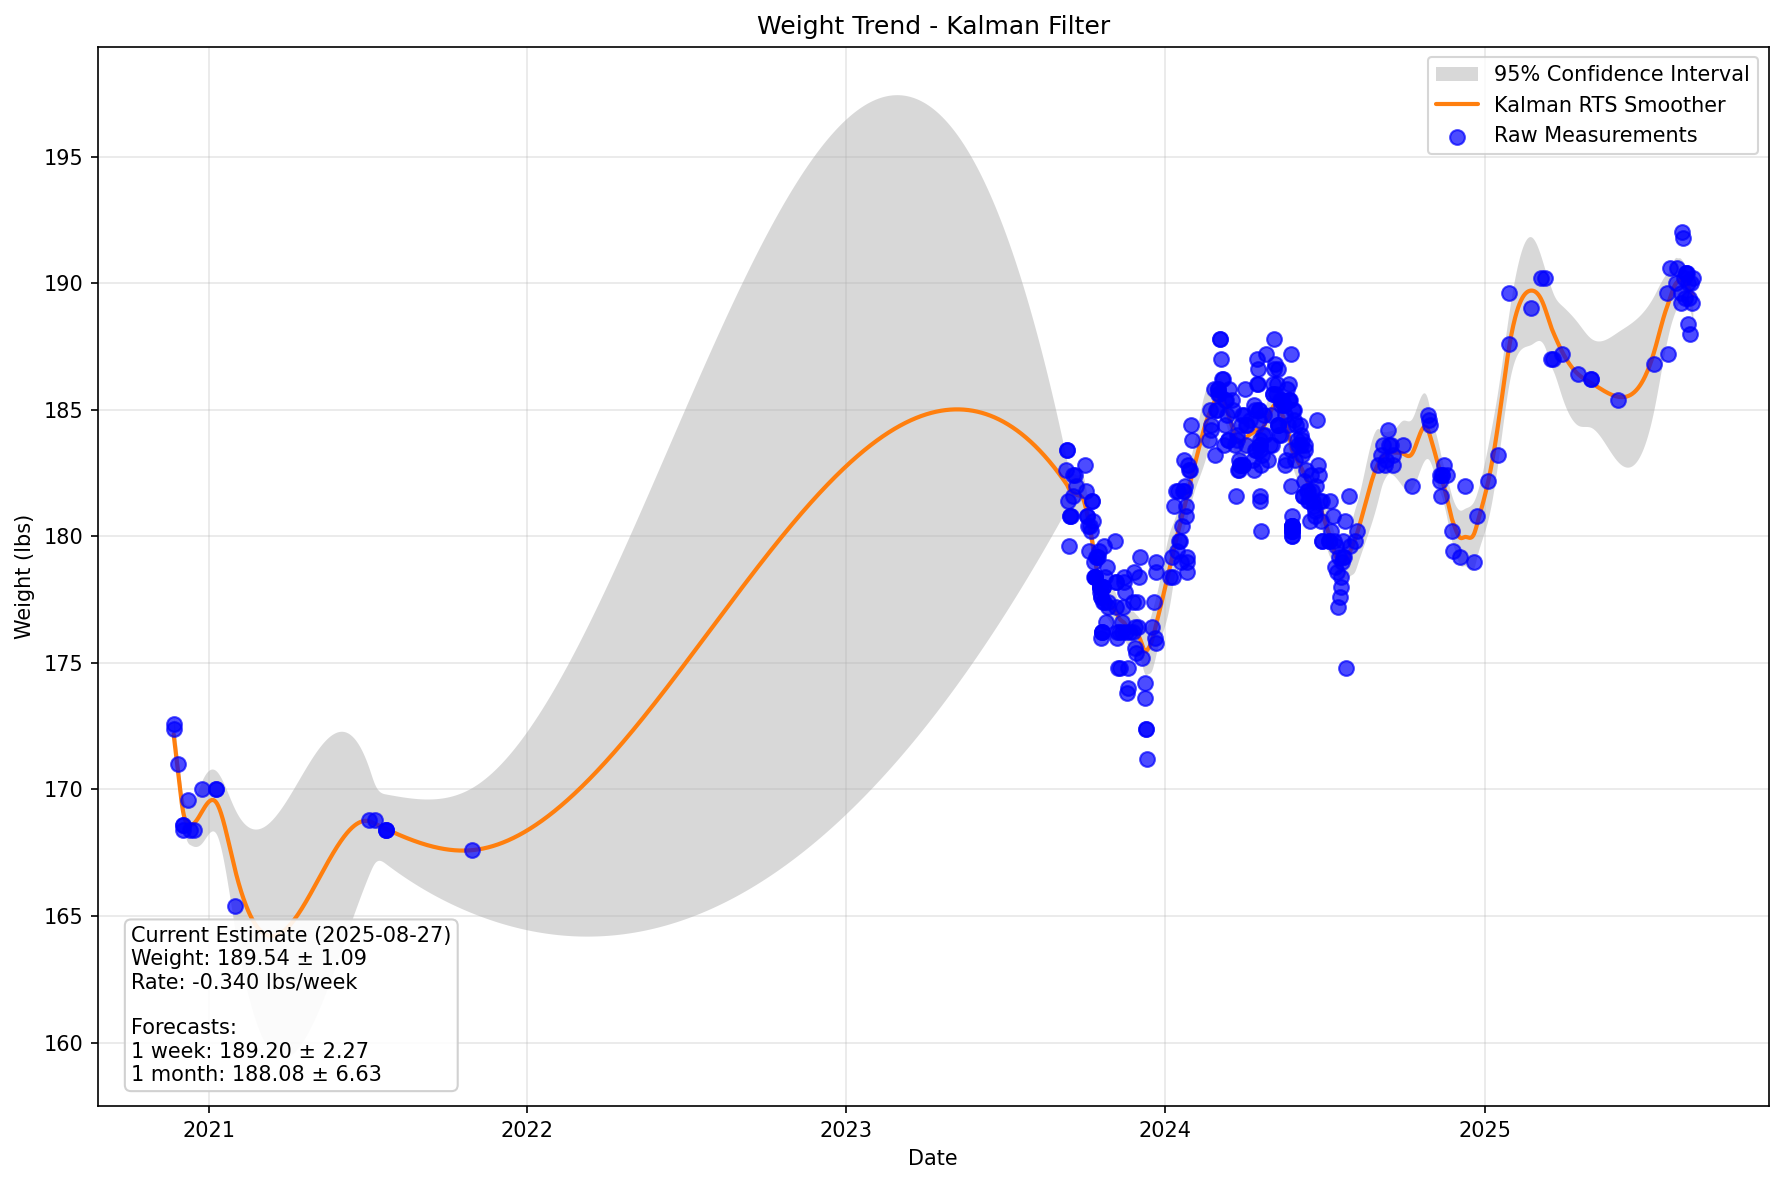 Weight Trend - Kalman Filter
95% Confidence Interval
Kalman RTS Smoother
Raw Measurements
Weight (lbs)
195
190
185
180
175
170
165
160
Current Estimate (2025-08-27)
Weight: 189.54 ± 1.09
Rate: -0.340 lbs/week
Forecasts:
1 week: 189.20 ± 2.27
1 month: 188.08 ± 6.63
2021 2022 2023 2024 2025
Date